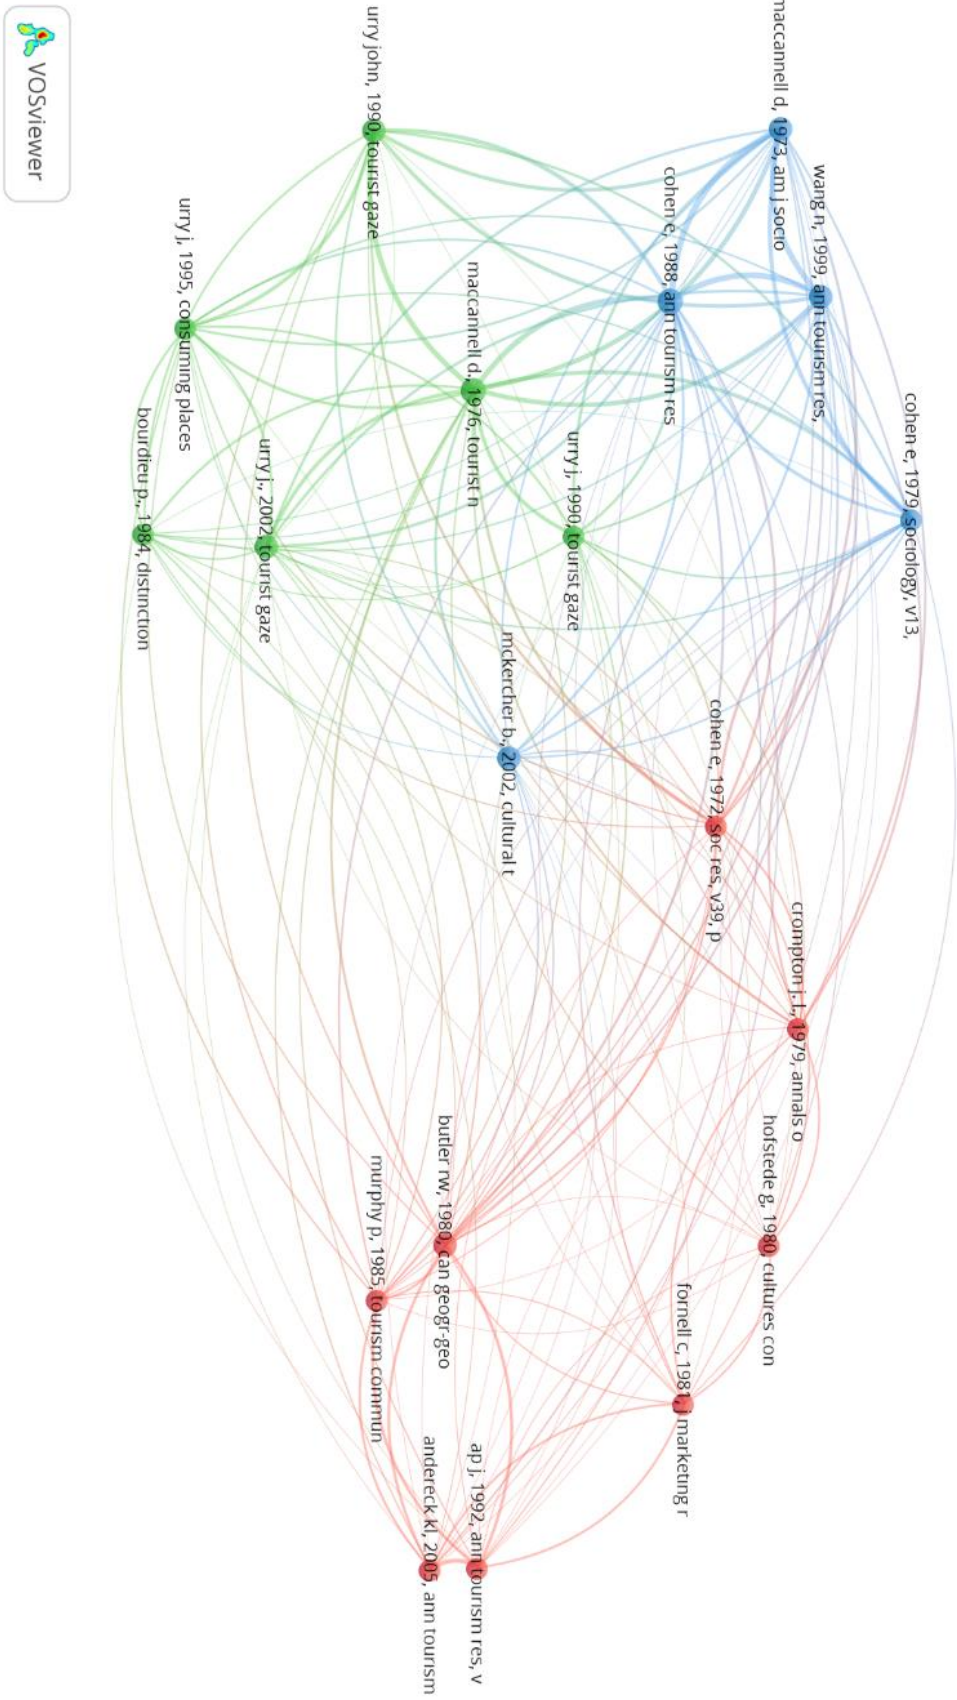 maccannell d, 1973, am j socio
wang n, 1999, ann tourism res,
cohen e, 1979, sociology, v13,
cohen e, 1988, ann tourism res
urry john, 1990, tourist gaze
maccannell d., 1976, tourist n
urry j, 1990, tourist gaze
urry j, 1995, consuming places
urry j., 2002, tourist gaze
bourdieu p., 1984, distinction
mckercher b., 2002, cultural t
cohen e, 1972, soc res, v39, p
crompton j. l., 1979, annals o
hofstede g, 1980, cultures con
butler rw, 1980, can geogr-geo
murphy p, 1985, tourism commun
fornell c, 1981, j marketing r
ap j, 1992, ann tourism res, v
andereck kl, 2005, ann tourism
VOSviewer